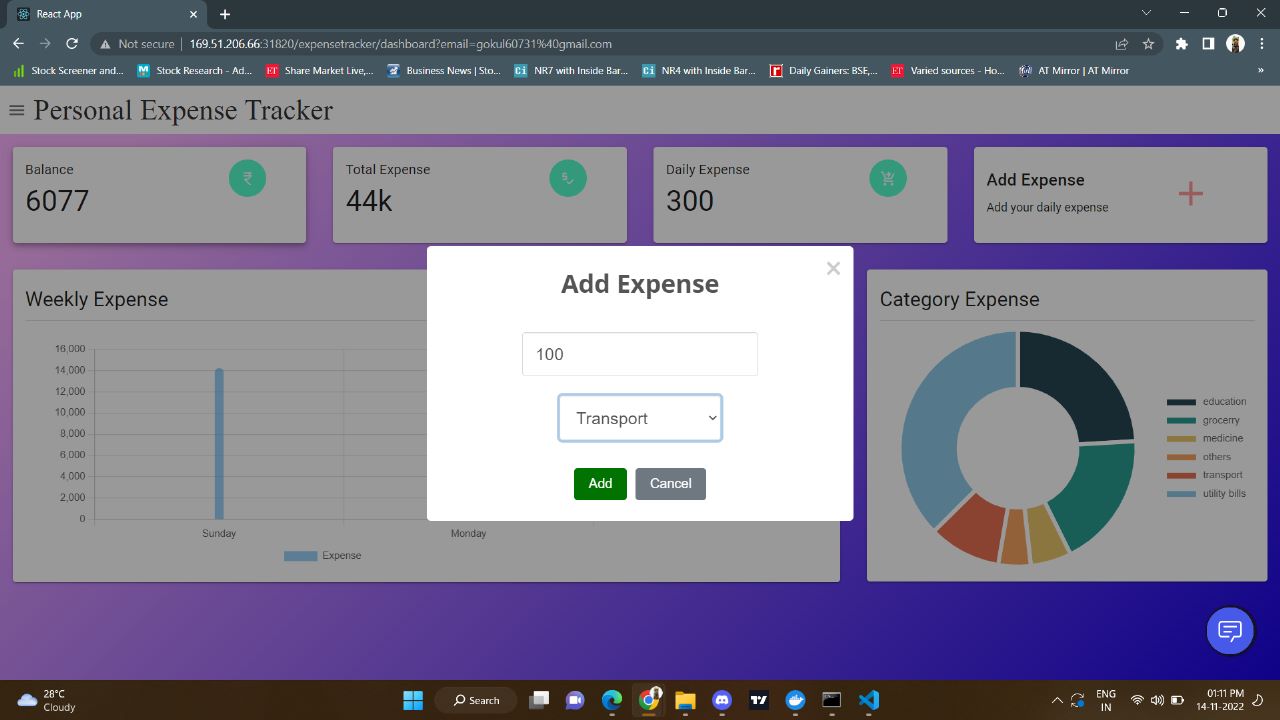 React App
Not secure | 169.51.206.66:31820/expensetracker/dashboard?email=gokul60731%40gmail.com
Stock Screener and... Stock Research - Ad... ET Share Market Live,... Business News | Sto... Ci NR7 with Inside Bar... Ci NR4 with Inside Bar... Daily Gainers: BSE,... ET Varied sources - Ho... AT Mirror | AT Mirror »
Personal Expense Tracker
Balance
6077
Total Expense
44k
Daily Expense
300
Add Expense
Add your daily expense
Weekly Expense
16,000
14,000
12,000
10,000
8,000
6,000
4,000
2,000
0
Sunday Monday
Expense
Add Expense
100
Transport
Add Cancel
Category Expense
education
grocerry
medicine
others
transport
utility bills
28°C
Cloudy
Search
ENG
IN
01:11 PM
14-11-2022